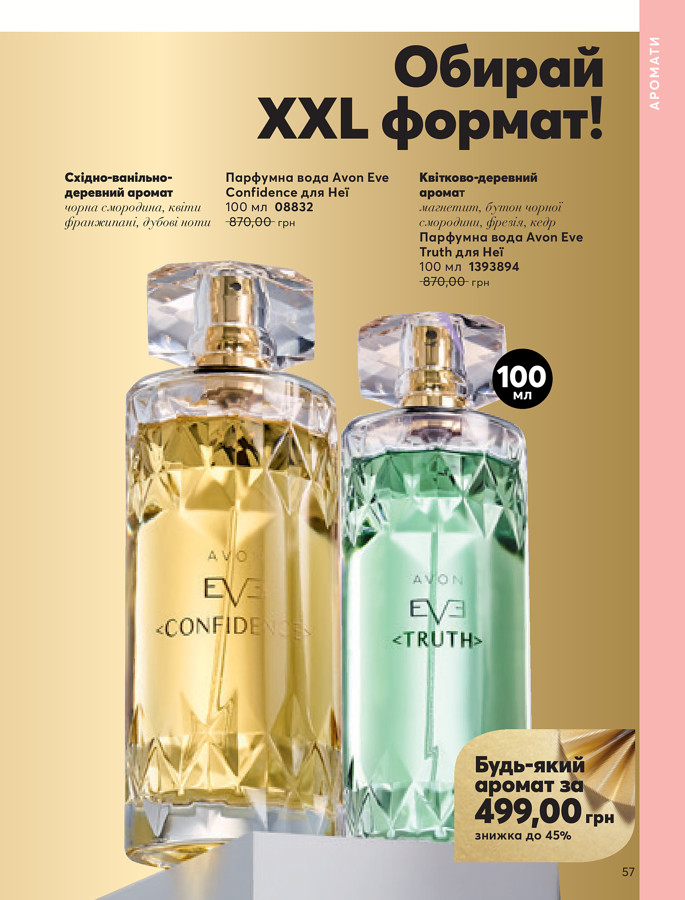 АРОМАТИ
Обирай
XXL формат!
Східно-ванільно-
деревний аромат
чорна смородина, квіти
франжипані, дубові ноти
Парфумна вода Avon Eve
Confidence для Неї
100 мл 08832
870,00 грн
Квітково-деревний
аромат
магнетит, бутон чорної
смородини, фрезія, кедр
Парфумна вода Avon Eve
Truth для Неї
100 мл 1393894
870,00 грн
100
мл
AVON
EVE
<CONFIDENCE>
AVON
EVE
<TRUTH>
Будь-який
аромат за
499,00 грн
знижка до 45%
57